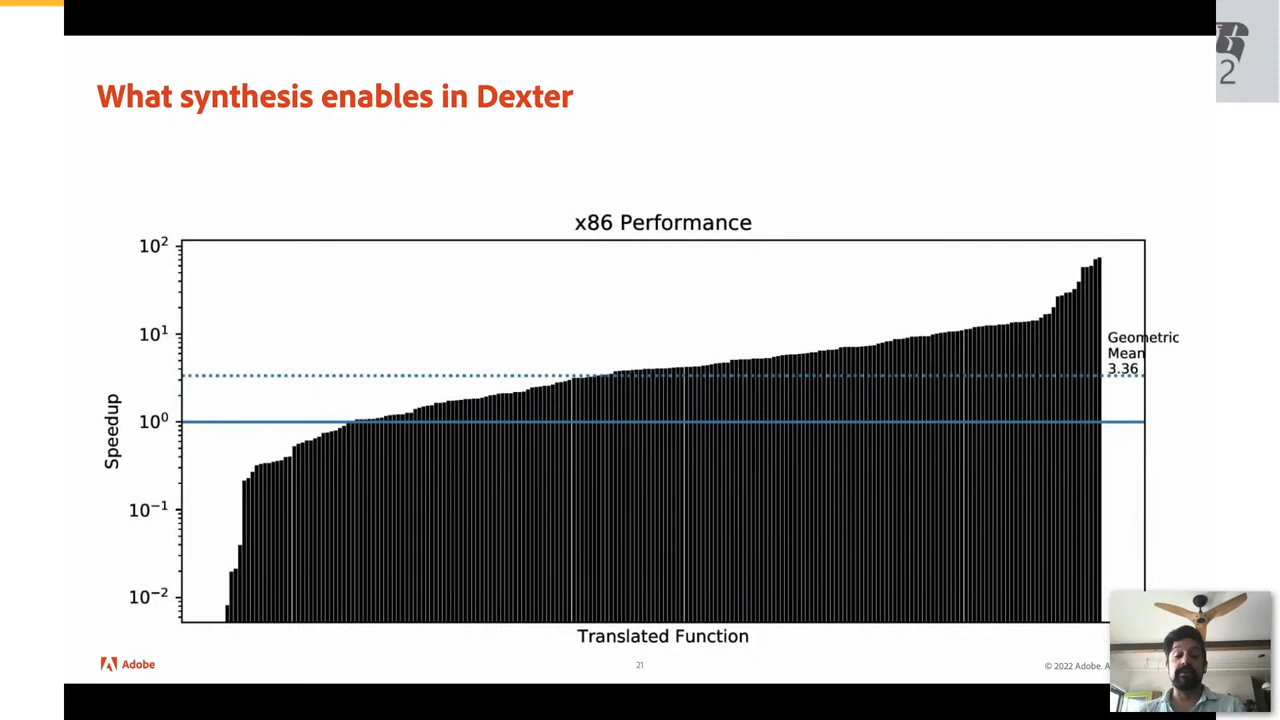 2
What synthesis enables in Dexter
x86 Performance
10²
10¹
10⁰
10⁻¹
10⁻²
Speedup
Geometric
Mean
3.36
Translated Function
Adobe
21
© 2022 Adobe. A